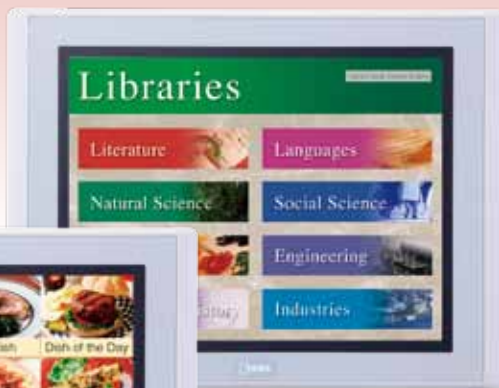 Libraries
Literature
Languages
Natural Science
Social Science
Engineering
Industries
Dish of the Day